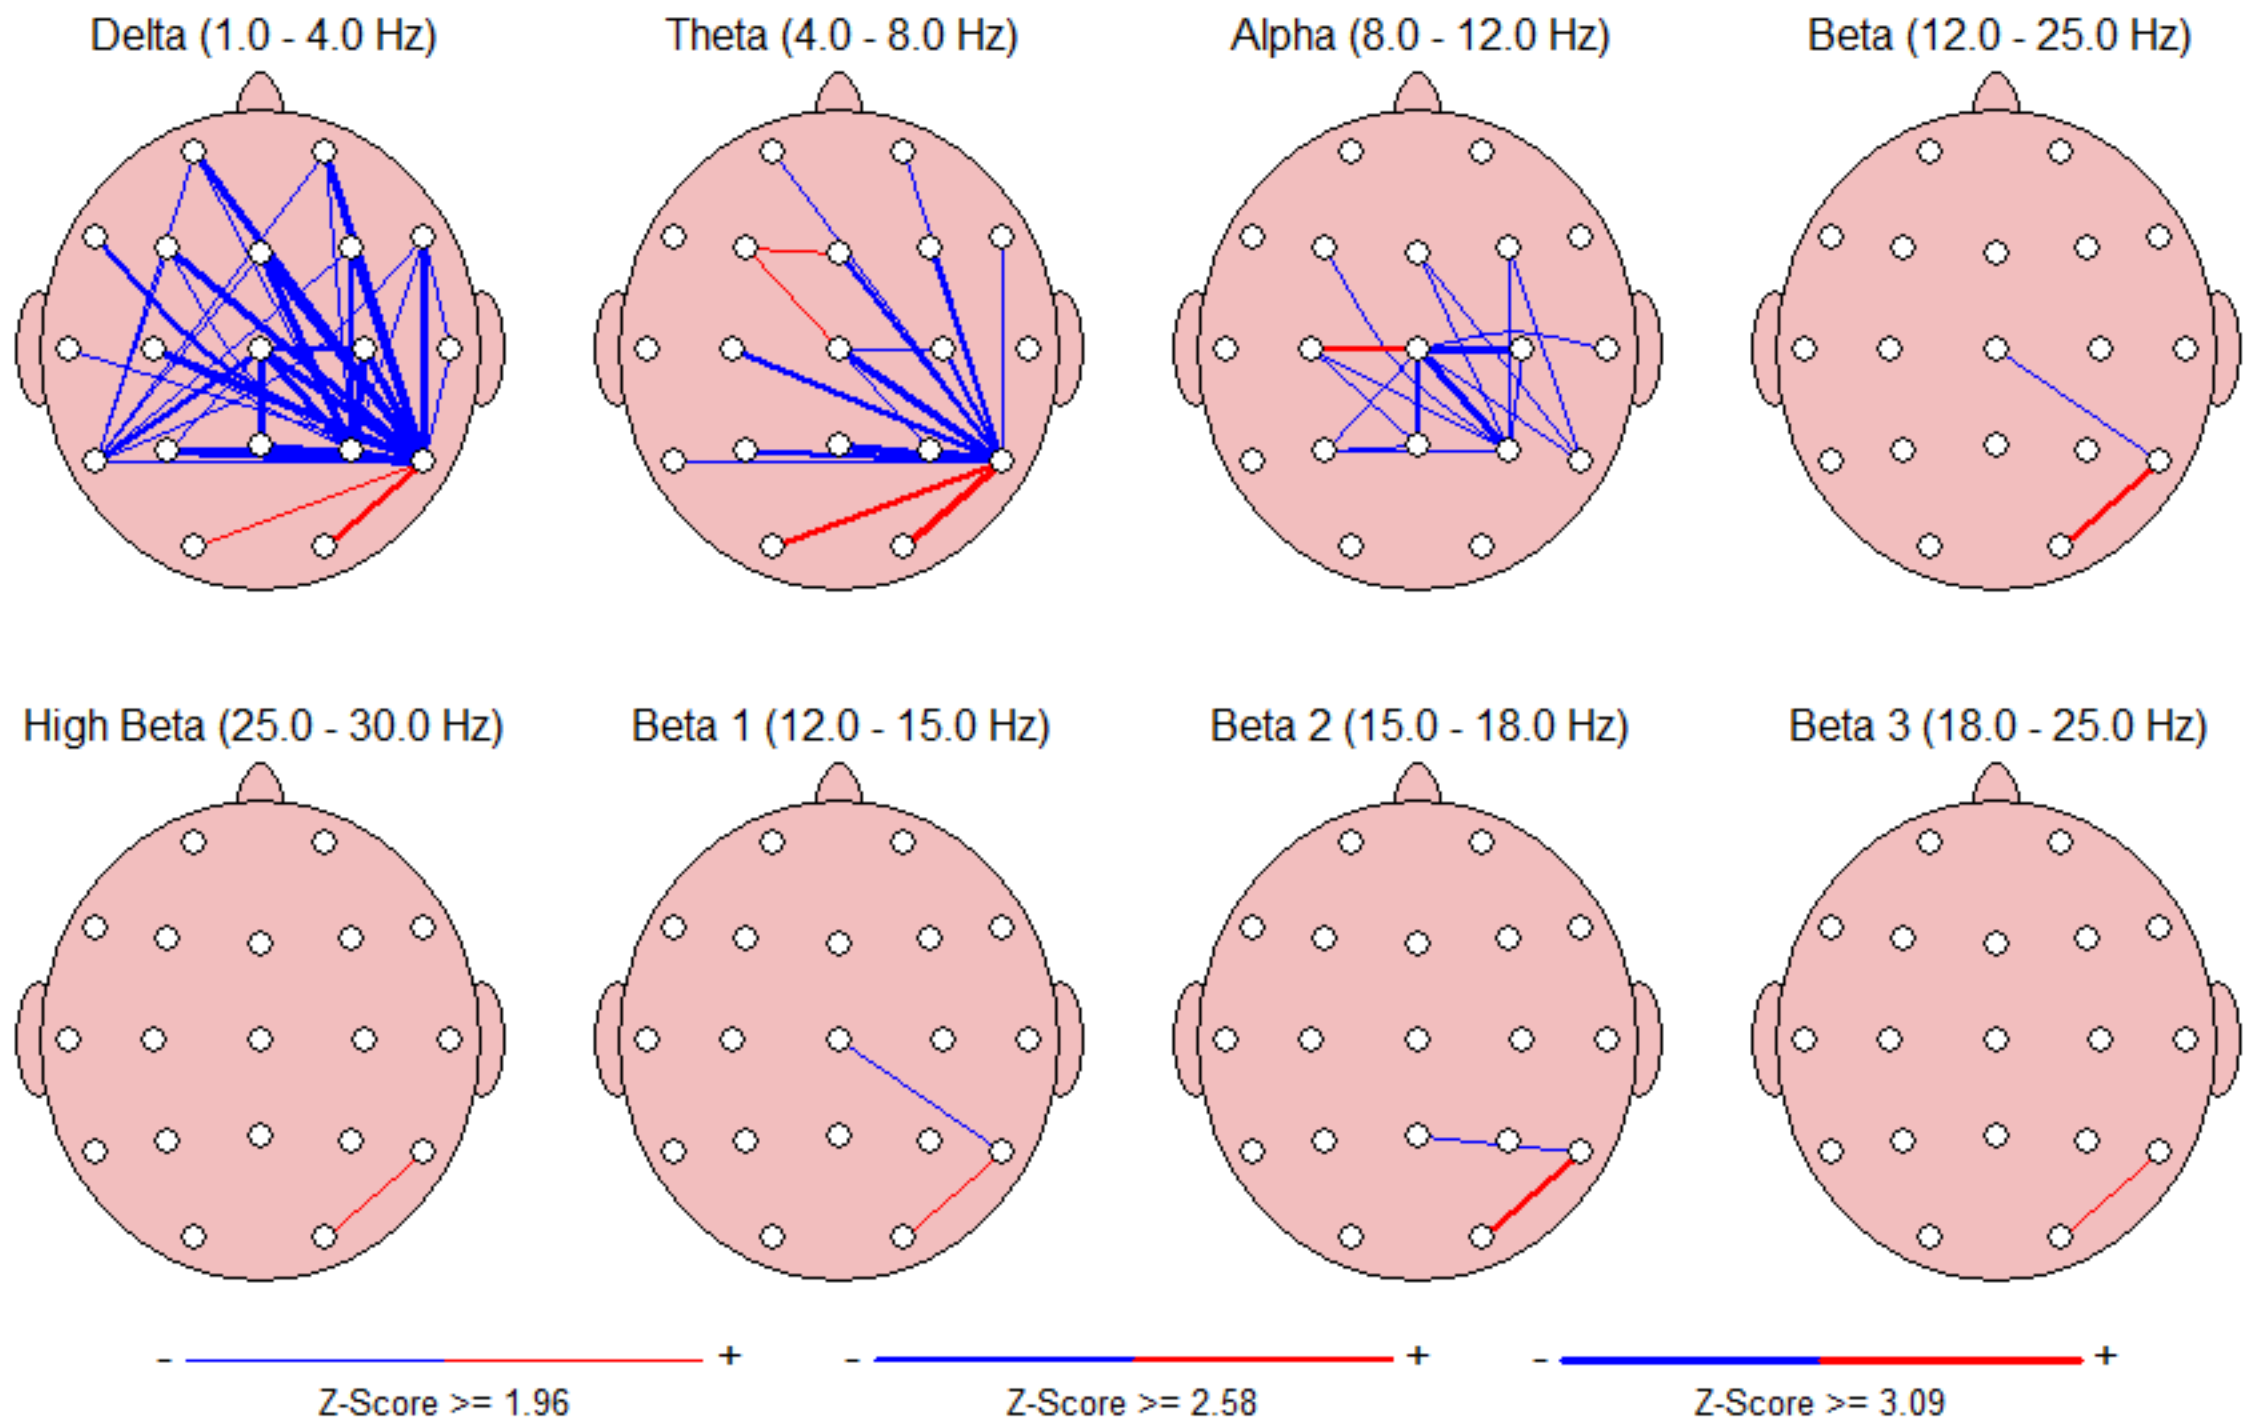 Delta (1.0 - 4.0 Hz) Theta (4.0 - 8.0 Hz) Alpha (8.0 - 12.0 Hz) Beta (12.0 - 25.0 Hz)
High Beta (25.0 - 30.0 Hz) Beta 1 (12.0 - 15.0 Hz) Beta 2 (15.0 - 18.0 Hz) Beta 3 (18.0 - 25.0 Hz)
- + - + - +
Z-Score >= 1.96 Z-Score >= 2.58 Z-Score >= 3.09